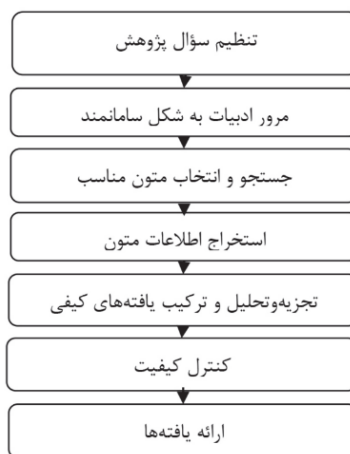 تنظیم سؤال پژوهش
مرور ادبیات به شکل سامانمند
جستجو و انتخاب متون مناسب
استخراج اطلاعات متون
تجزیه‌وتحلیل و ترکیب یافته‌های کیفی
کنترل کیفیت
ارائه یافته‌ها